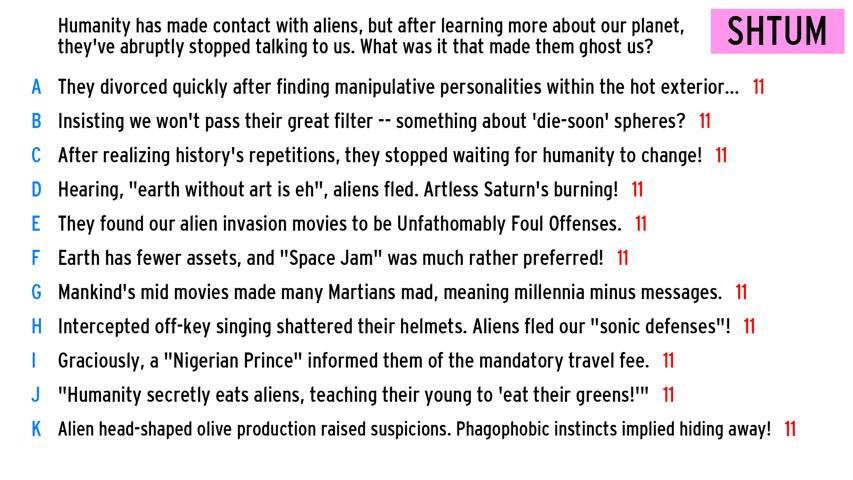 Humanity has made contact with aliens, but after learning more about our planet,
they've abruptly stopped talking to us. What was it that made them ghost us?
SHTUM
A They divorced quickly after finding manipulative personalities within the hot exterior... 11
B Insisting we won't pass their great filter -- something about 'die-soon' spheres? 11
C After realizing history's repetitions, they stopped waiting for humanity to change! 11
D Hearing, "earth without art is eh", aliens fled. Artless Saturn's burning! 11
E They found our alien invasion movies to be Unfathomably Foul Offenses. 11
F Earth has fewer assets, and "Space Jam" was much rather preferred! 11
G Mankind's mid movies made many Martians mad, meaning millennia minus messages. 11
H Intercepted off-key singing shattered their helmets. Aliens fled our "sonic defenses"! 11
I Graciously, a "Nigerian Prince" informed them of the mandatory travel fee. 11
J "Humanity secretly eats aliens, teaching their young to 'eat their greens!'" 11
K Alien head-shaped olive production raised suspicions. Phagophobic instincts implied hiding away! 11